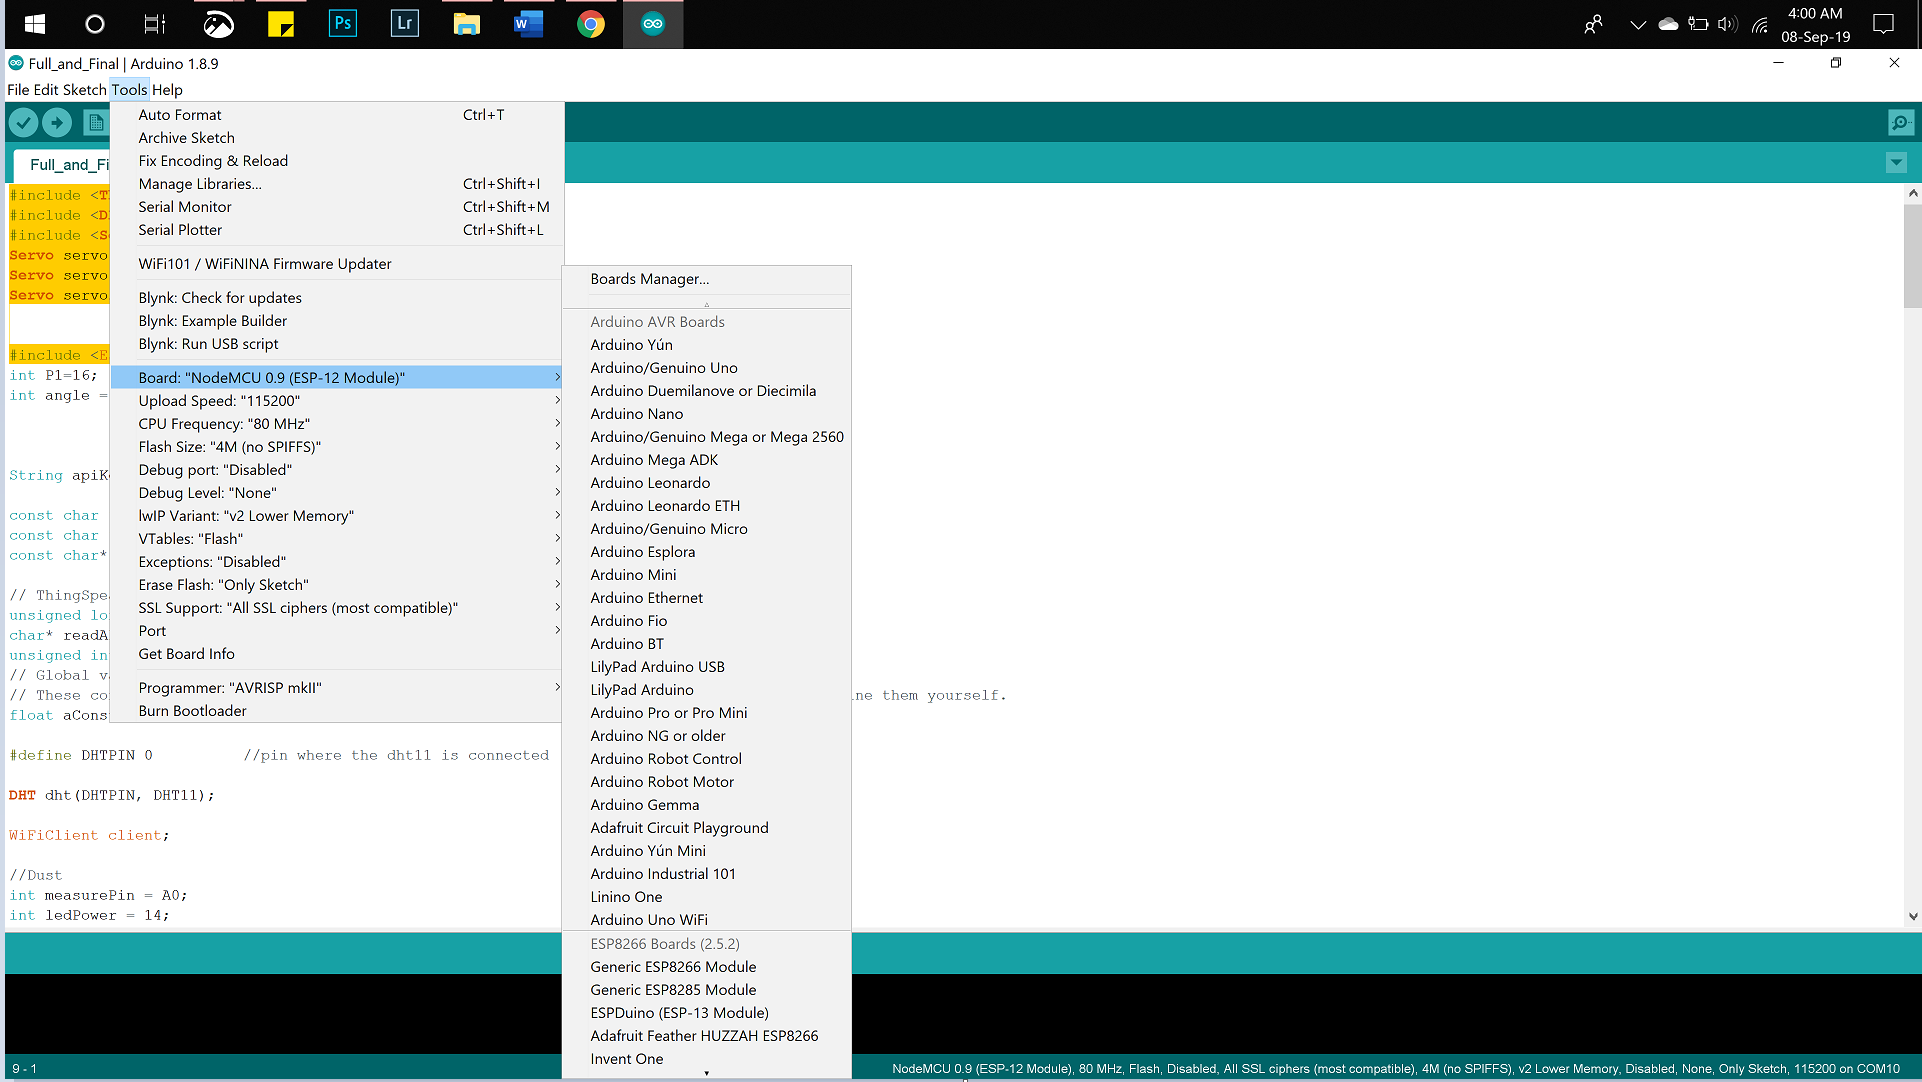 Ps
Lr
W
4:00 AM
08-Sep-19
Full_and_Final | Arduino 1.8.9
File Edit Sketch Tools Help
Full_and_Fi
Auto Format Ctrl+T
Archive Sketch
Fix Encoding & Reload
Manage Libraries... Ctrl+Shift+I
Serial Monitor Ctrl+Shift+M
Serial Plotter Ctrl+Shift+L
WiFi101 / WiFiNINA Firmware Updater
Blynk: Check for updates
Blynk: Example Builder
Blynk: Run USB script
Board: "NodeMCU 0.9 (ESP-12 Module)"
Upload Speed: "115200"
CPU Frequency: "80 MHz"
Flash Size: "4M (no SPIFFS)"
Debug port: "Disabled"
Debug Level: "None"
lwIP Variant: "v2 Lower Memory"
VTables: "Flash"
Exceptions: "Disabled"
Erase Flash: "Only Sketch"
SSL Support: "All SSL ciphers (most compatible)"
Port
Get Board Info
Programmer: "AVRISP mkII"
Burn Bootloader
Boards Manager...
Arduino AVR Boards
Arduino Yún
Arduino/Genuino Uno
Arduino Duemilanove or Diecimila
Arduino Nano
Arduino/Genuino Mega or Mega 2560
Arduino Mega ADK
Arduino Leonardo
Arduino Leonardo ETH
Arduino/Genuino Micro
Arduino Esplora
Arduino Mini
Arduino Ethernet
Arduino Fio
Arduino BT
LilyPad Arduino USB
LilyPad Arduino
Arduino Pro or Pro Mini
Arduino NG or older
Arduino Robot Control
Arduino Robot Motor
Arduino Gemma
Adafruit Circuit Playground
Arduino Yún Mini
Arduino Industrial 101
Linino One
Arduino Uno WiFi
ESP8266 Boards (2.5.2)
Generic ESP8266 Module
Generic ESP8285 Module
ESPDuino (ESP-13 Module)
Adafruit Feather HUZZAH ESP8266
Invent One
#include <T
#include <D
#include <S
Servo servo
Servo servo
Servo servo
#include <E
int P1=16;
int angle =
String apiK
const char
const char
const char*
// ThingSpea
unsigned lo
char* readA
unsigned in
// Global v
// These co ne them yourself.
float aCons
#define DHTPIN 0 //pin where the dht11 is connected
DHT dht(DHTPIN, DHT11);
WiFiClient client;
//Dust
int measurePin = A0;
int ledPower = 14;
9 - 1
NodeMCU 0.9 (ESP-12 Module), 80 MHz, Flash, Disabled, All SSL ciphers (most compatible), 4M (no SPIFFS), v2 Lower Memory, Disabled, None, Only Sketch, 115200 on COM10